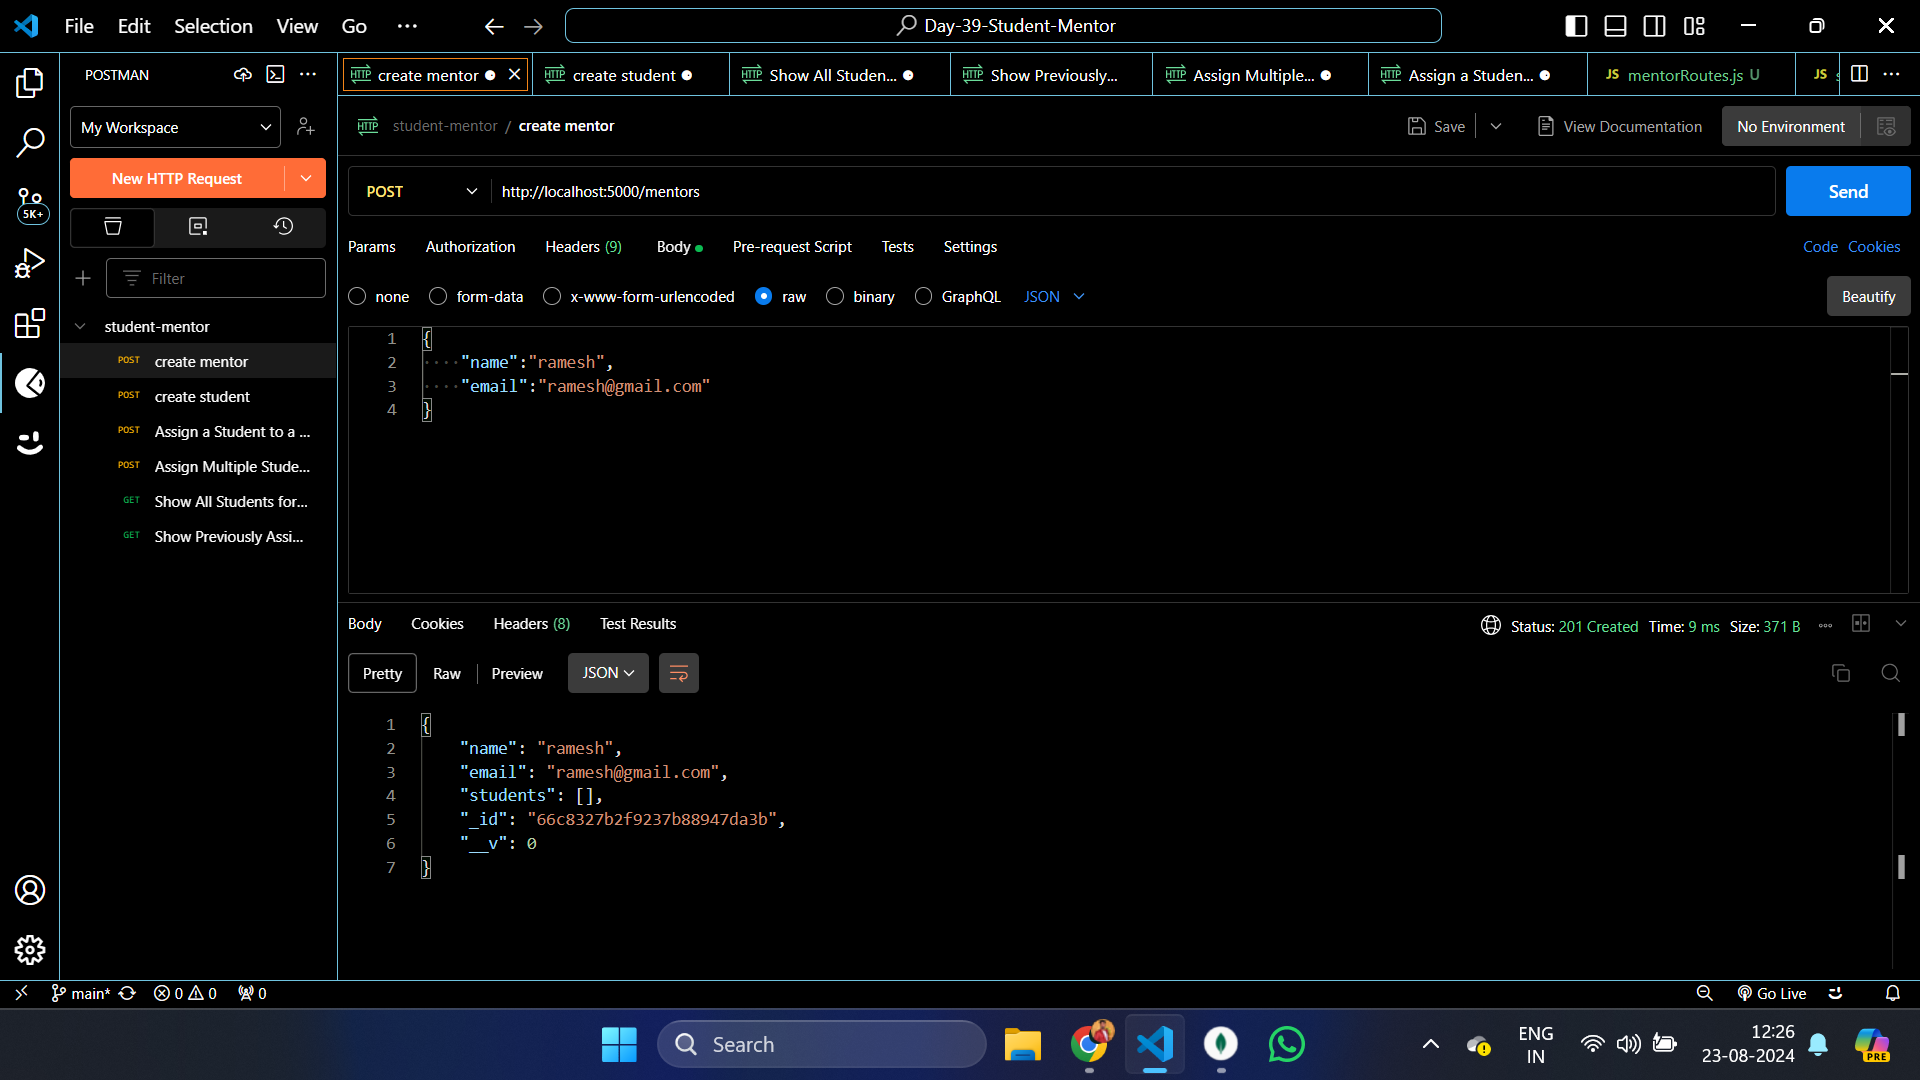 File Edit Selection View Go ··· Day-39-Student-Mentor
POSTMAN
create mentor
create student
Show All Studen...
Show Previously...
Assign Multiple...
Assign a Studen...
JS mentorRoutes.js U
JS
My Workspace
student-mentor / create mentor
Save
View Documentation
No Environment
New HTTP Request
POST http://localhost:5000/mentors
Send
5K+
Params Authorization Headers (9) Body Pre-request Script Tests Settings
Code Cookies
Filter
none form-data x-www-form-urlencoded raw binary GraphQL JSON
Beautify
student-mentor
POST create mentor
POST create student
POST Assign a Student to a ...
POST Assign Multiple Stude...
GET Show All Students for...
GET Show Previously Assi...
1 {
2 "name":"ramesh",
3 "email":"ramesh@gmail.com"
4 }
Body Cookies Headers (8) Test Results
Status: 201 Created Time: 9 ms Size: 371 B
Pretty Raw Preview JSON
1 {
2 "name": "ramesh",
3 "email": "ramesh@gmail.com",
4 "students": [],
5 "_id": "66c8327b2f9237b88947da3b",
6 "__v": 0
7 }
main* 0 0 0
Go Live
Search
ENG
IN
12:26
23-08-2024
PRE